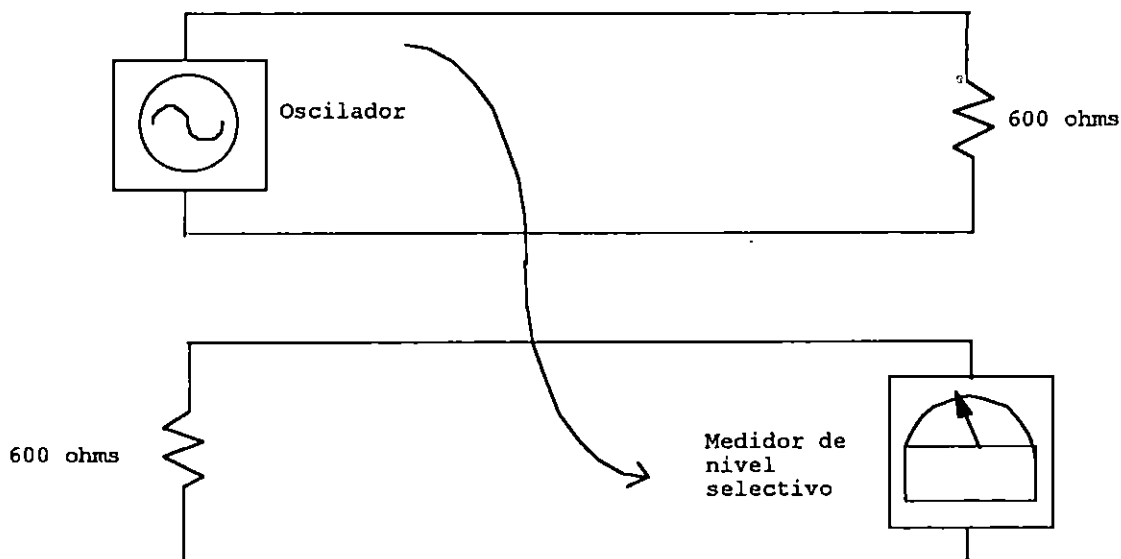 Oscilador
600 ohms
600 ohms
Medidor de
nivel
selectivo